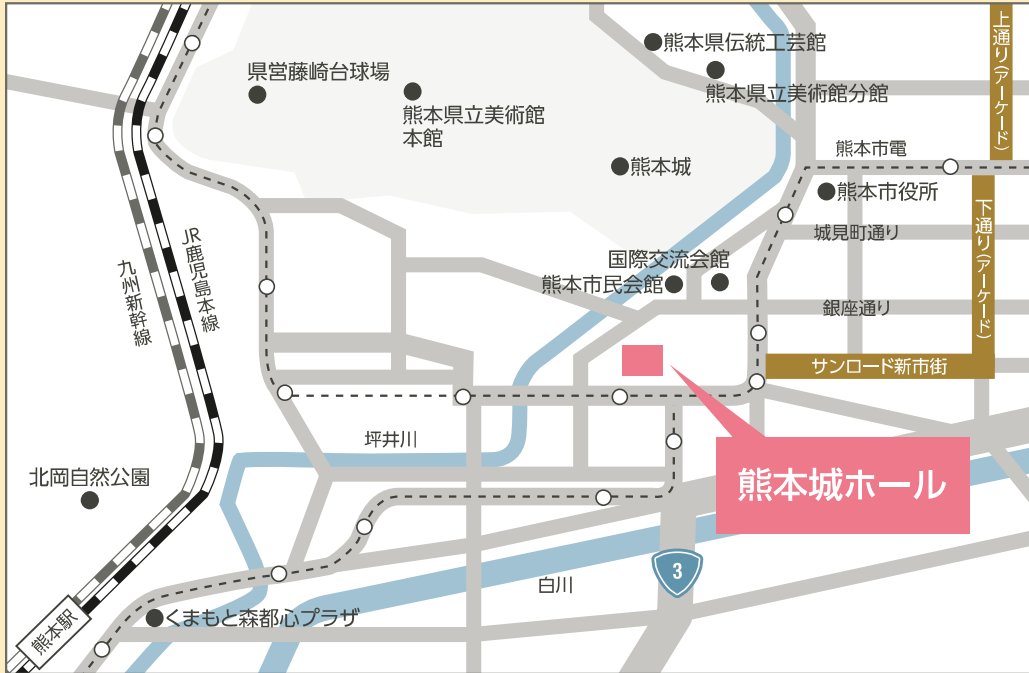 熊本県伝統工芸館
上通り(アーケード)
県営藤崎台球場
熊本県立美術館分館
熊本県立美術館
本館
熊本市電
熊本城
熊本市役所
下通り(アーケード)
城見町通り
JR鹿児島本線
九州新幹線
国際交流会館
熊本市民会館
銀座通り
サンロード新市街
坪井川
北岡自然公園
熊本城ホール
3
白川
くまもと森都心プラザ
熊本駅